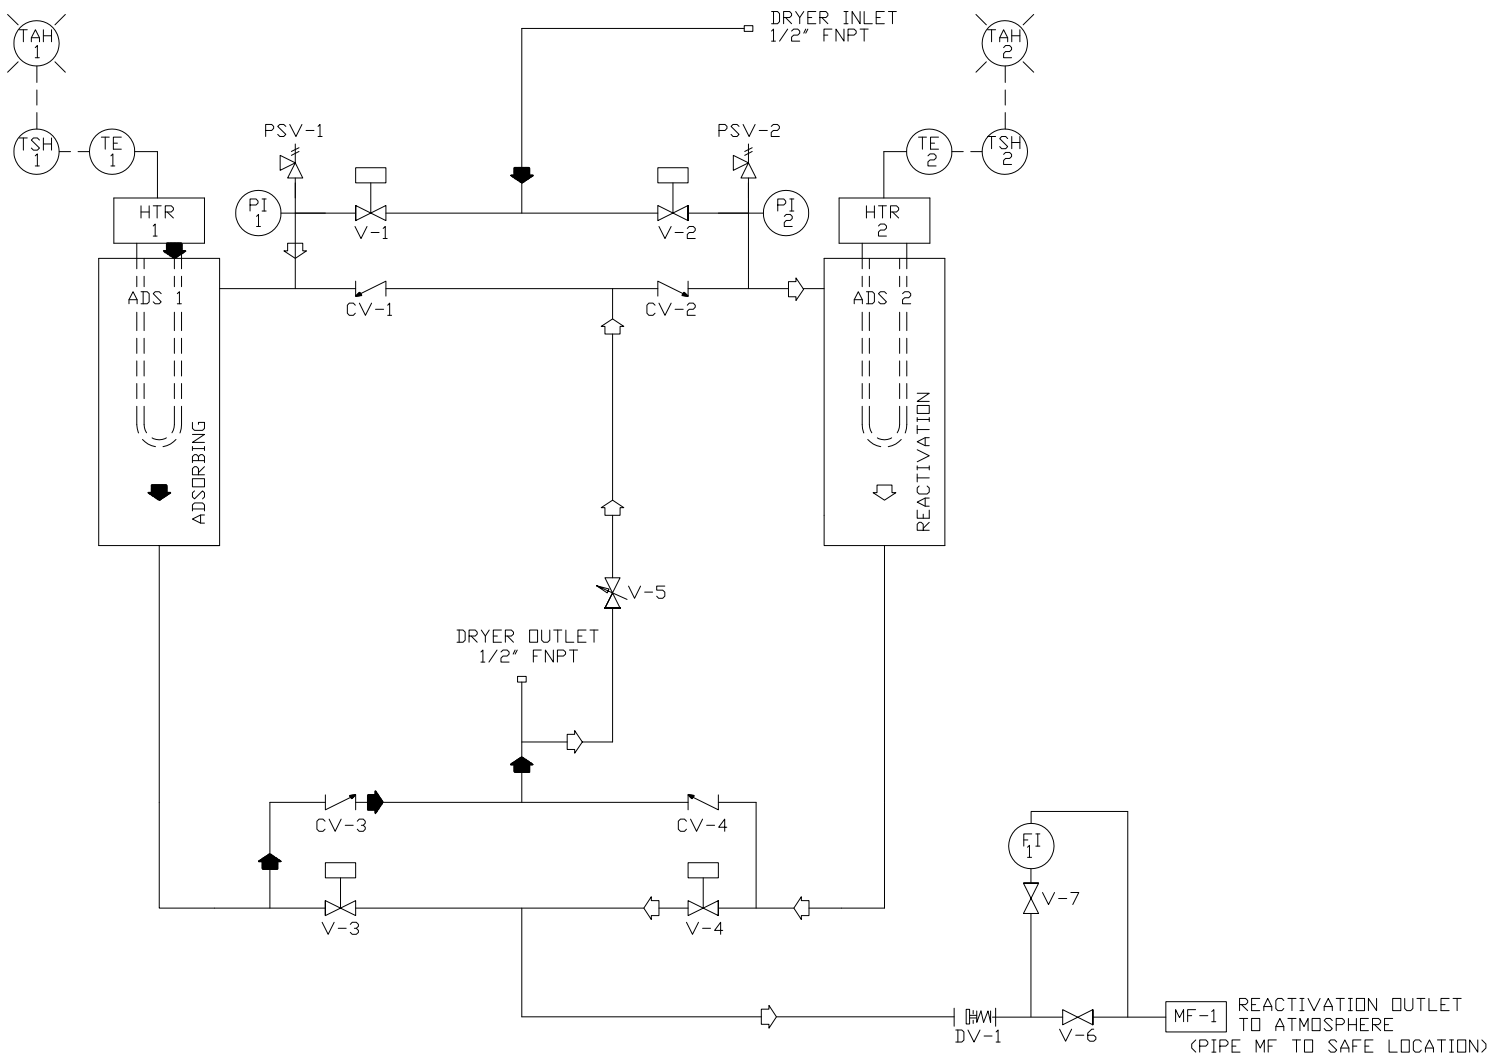 TAH
1
DRYER INLET
1/2" FNPT
TAH
2
PSV-1
PSV-2
TSH
1
TE
1
TE
2
TSH
2
HTR
1
PI
1
V-1
V-2
PI
2
HTR
2
ADS 1
CV-1
CV-2
ADS 2
ADSORBING
REACTIVATION
V-5
DRYER OUTLET
1/2" FNPT
CV-3
CV-4
FI
1
V-7
V-3
V-4
DV-1
V-6
MF-1
REACTIVATION OUTLET
TO ATMOSPHERE
(PIPE MF TO SAFE LOCATION)